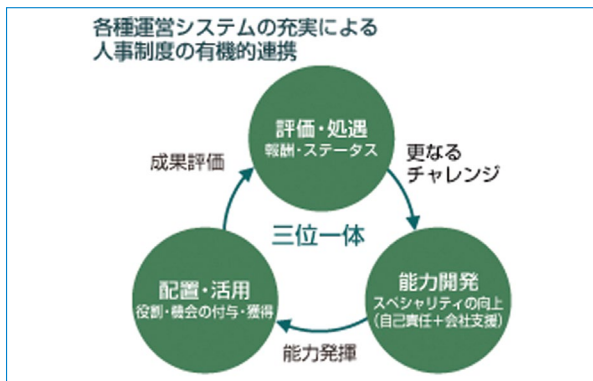 各種運営システムの充実による
人事制度の有機的連携
評価・処遇
報酬・ステータス
成果評価
更なる
チャレンジ
三位一体
配置・活用
役割・機会の付与・獲得
能力開発
スペシャリティの向上
（自己責任＋会社支援）
能力発揮